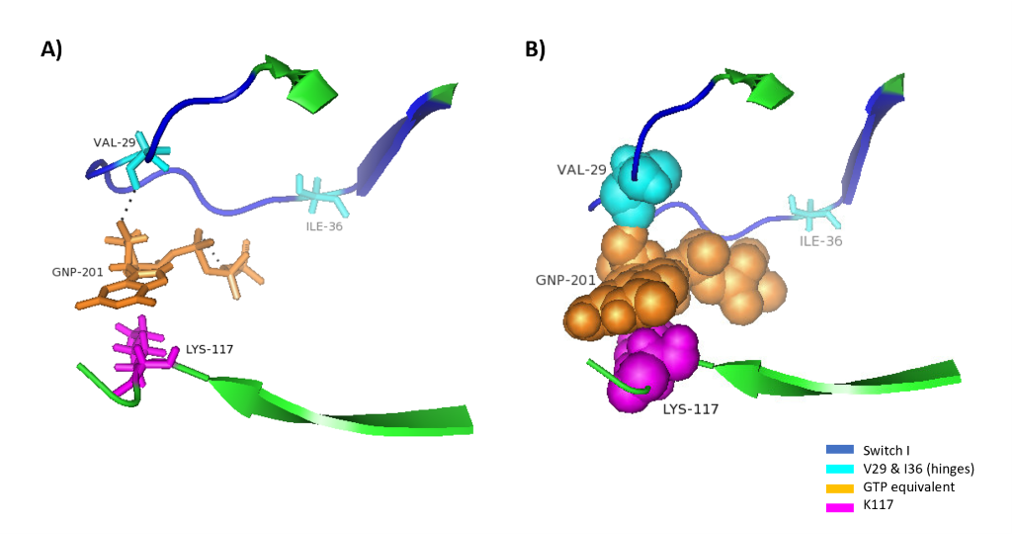 A)
B)
VAL-29
ILE-36
GNP-201
LYS-117
VAL-29
ILE-36
GNP-201
LYS-117
Switch I
V29 & I36 (hinges)
GTP equivalent
K117